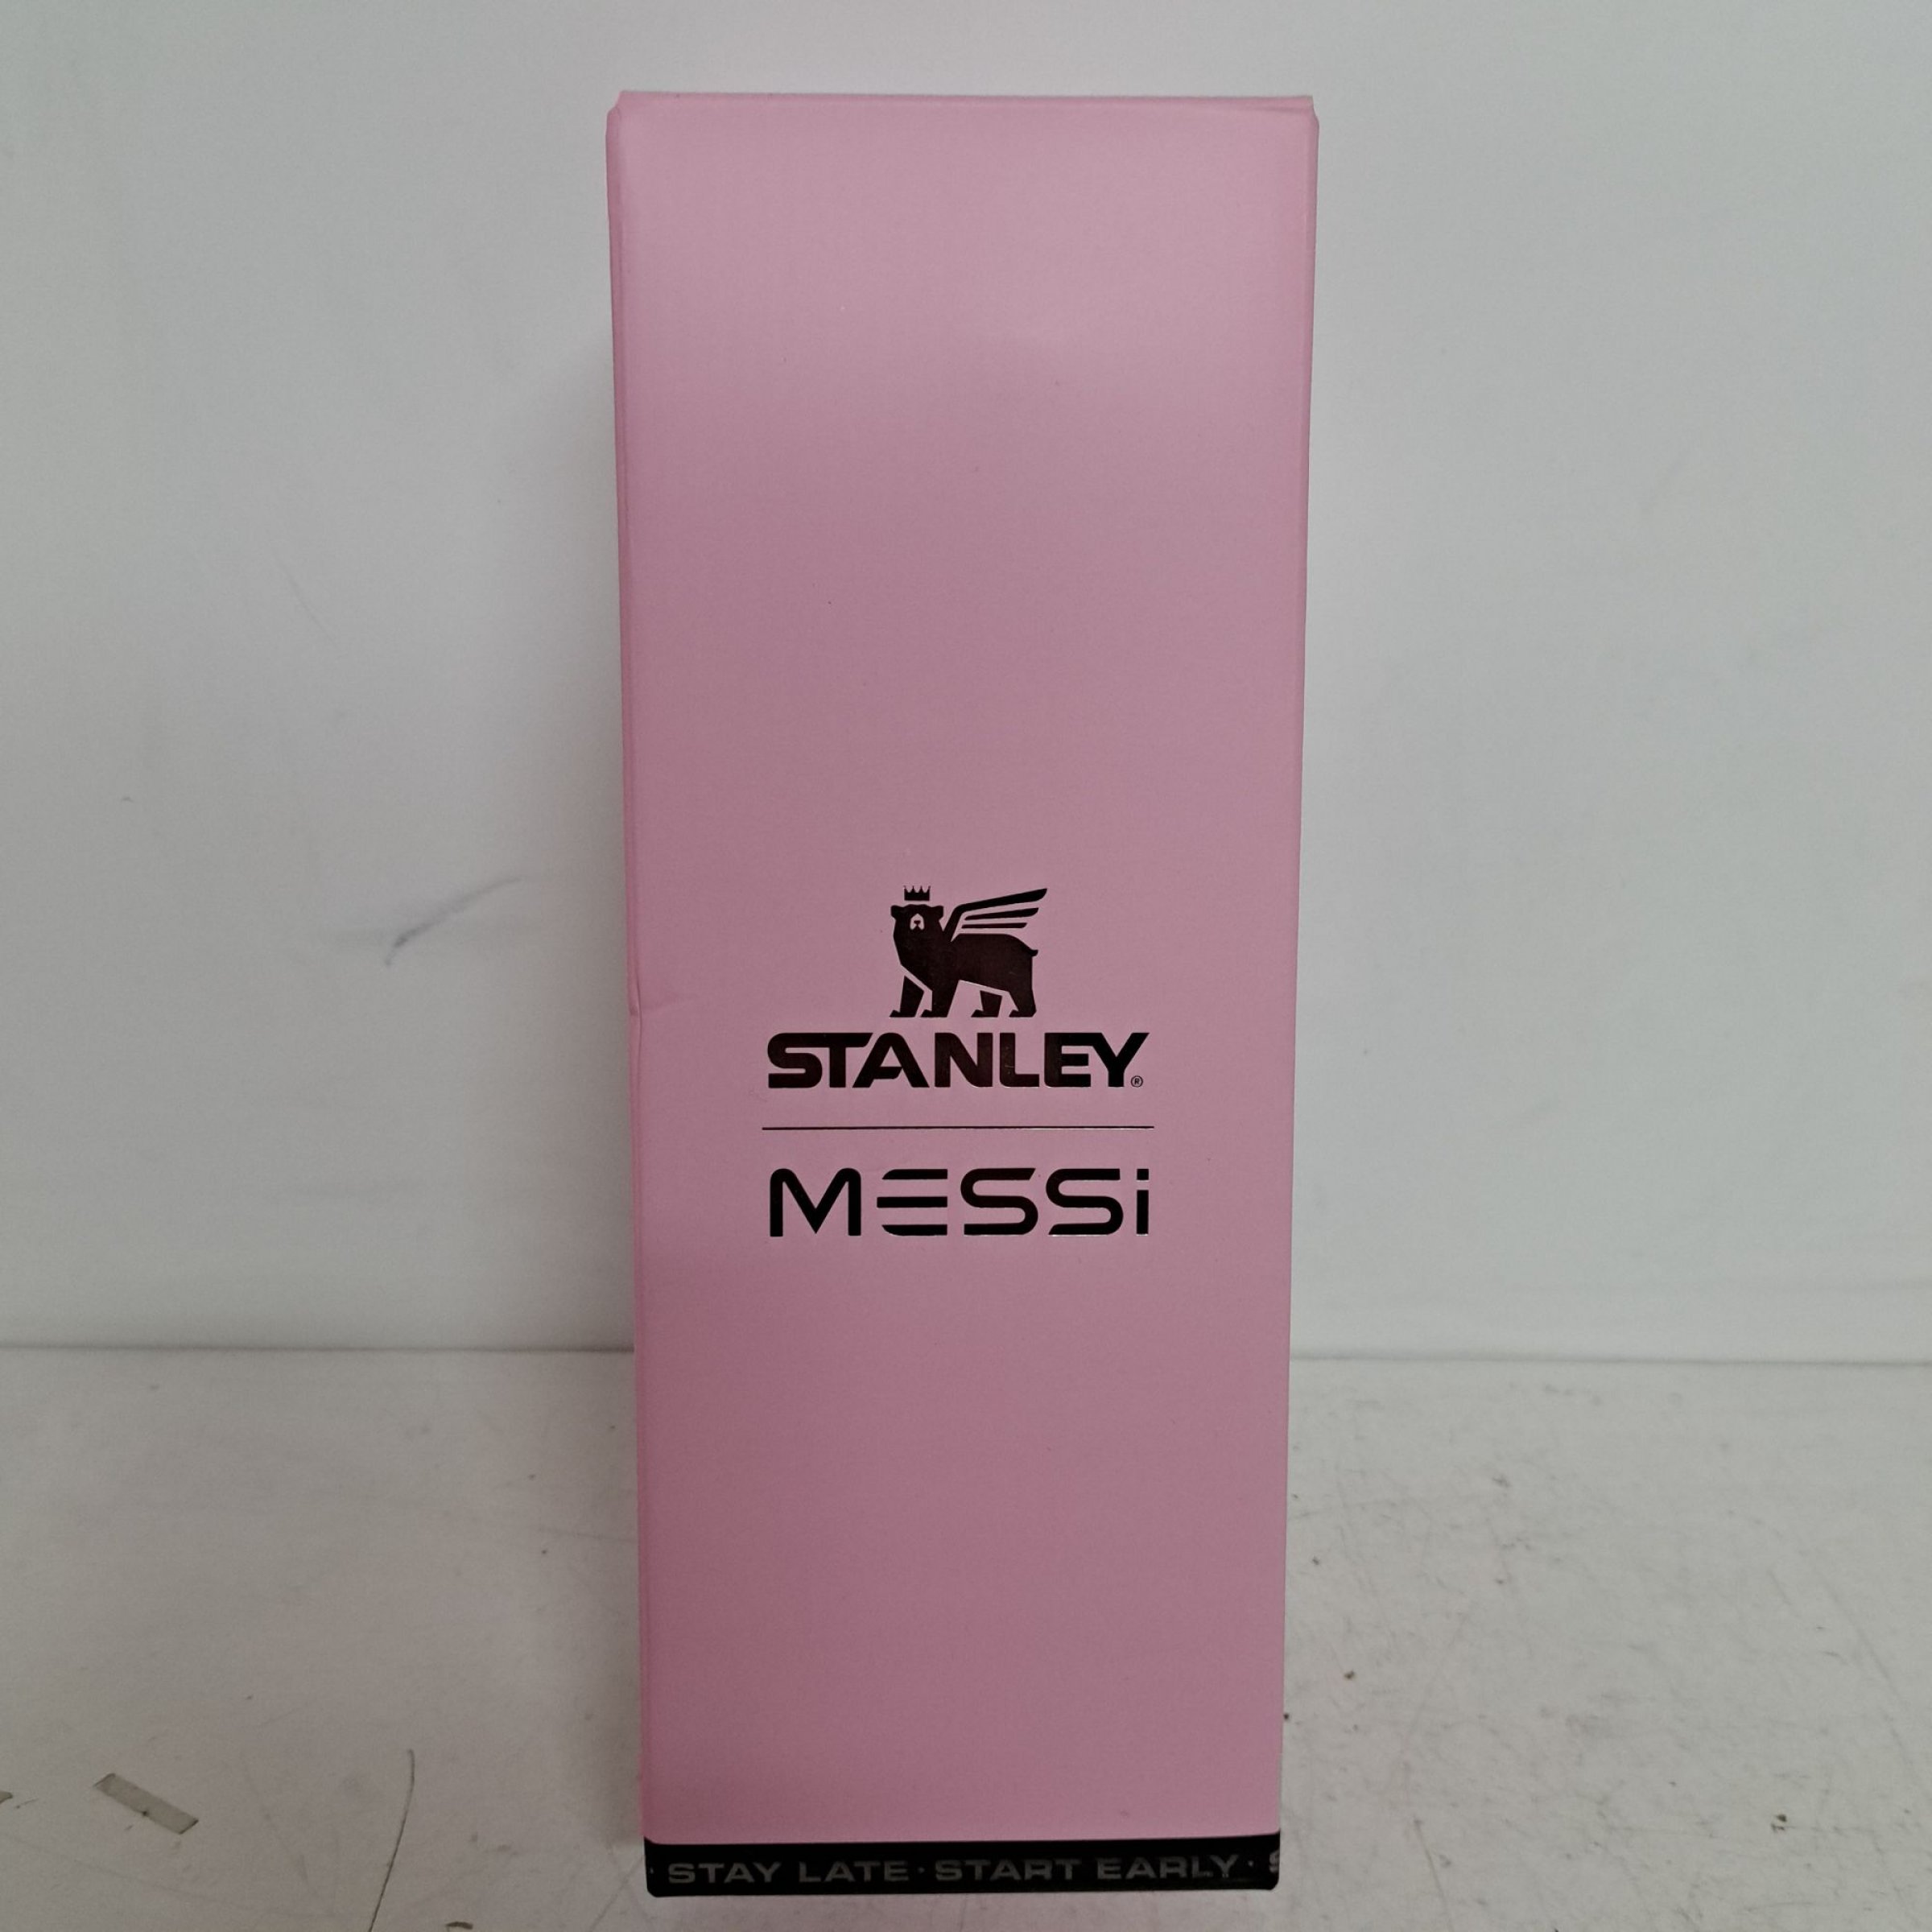 STANLEY®
MESSi
· STAY LATE · START EARLY ·